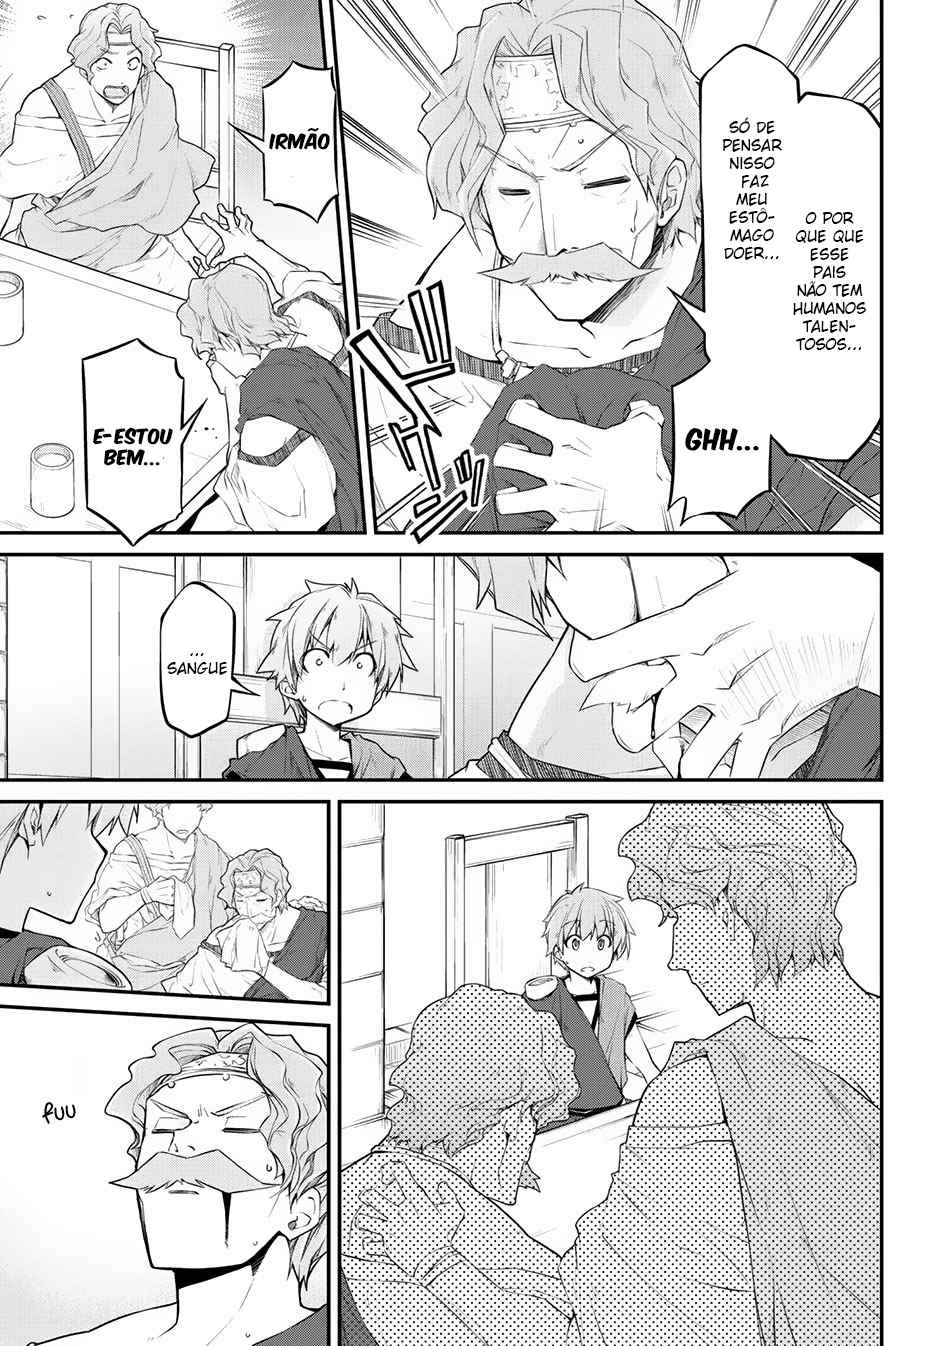 O POR
QUE QUE
ESSE
PAIS
NÃO TEM
HUMANOS
TALEN-
TOSOS...
SÓ DE
PENSAR
NISSO
FAZ
MEU
ESTÔ-
MAGO
DOER...
GHH...
IRMÃO
E-ESTOU
BEM...
...
SANGUE
FUU